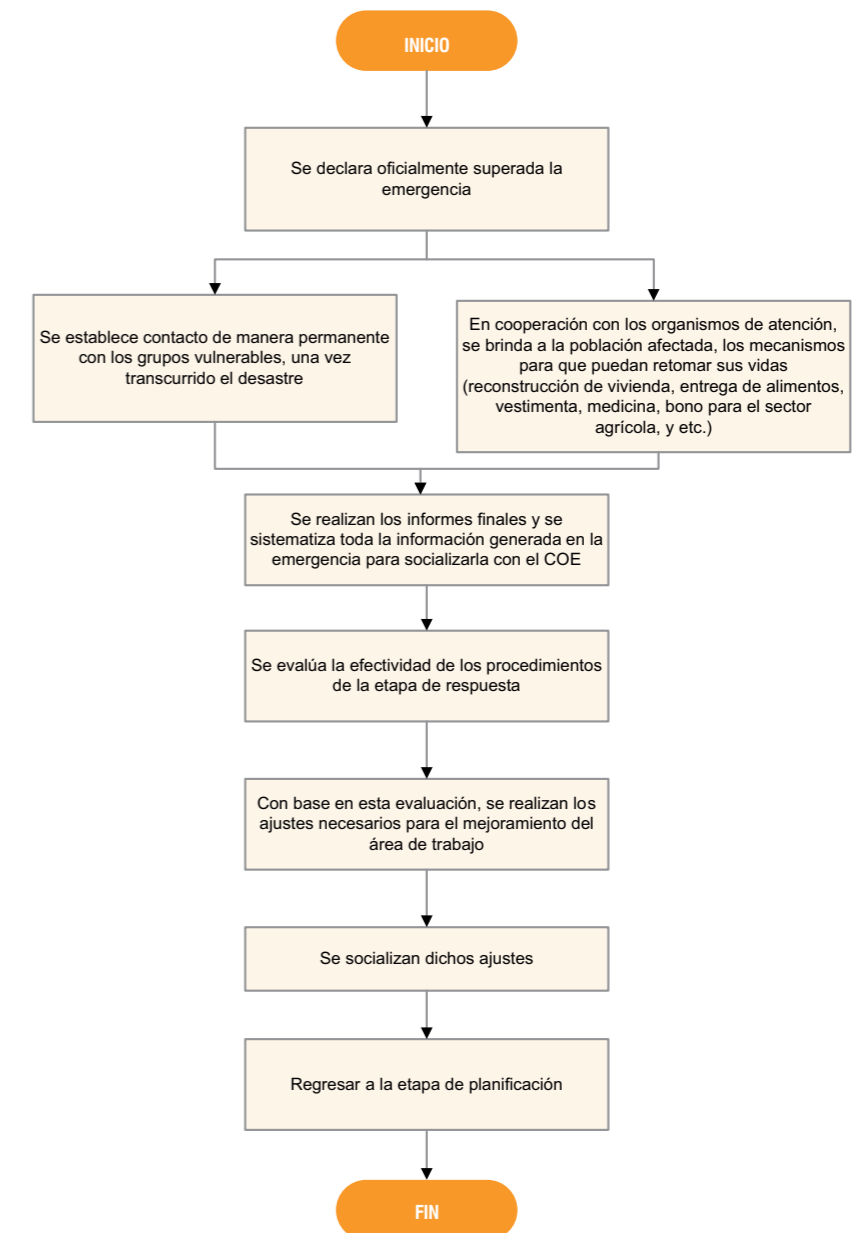 INICIO
Se declara oficialmente superada la
emergencia
Se establece contacto de manera permanente
con los grupos vulnerables, una vez
transcurrido el desastre
En cooperación con los organismos de atención,
se brinda a la población afectada, los mecanismos
para que puedan retomar sus vidas
(reconstrucción de vivienda, entrega de alimentos,
vestimenta, medicina, bono para el sector
agrícola, y etc.)
Se realizan los informes finales y se
sistematiza toda la información generada en la
emergencia para socializarla con el COE
Se evalúa la efectividad de los procedimientos
de la etapa de respuesta
Con base en esta evaluación, se realizan los
ajustes necesarios para el mejoramiento del
área de trabajo
Se socializan dichos ajustes
Regresar a la etapa de planificación
FIN